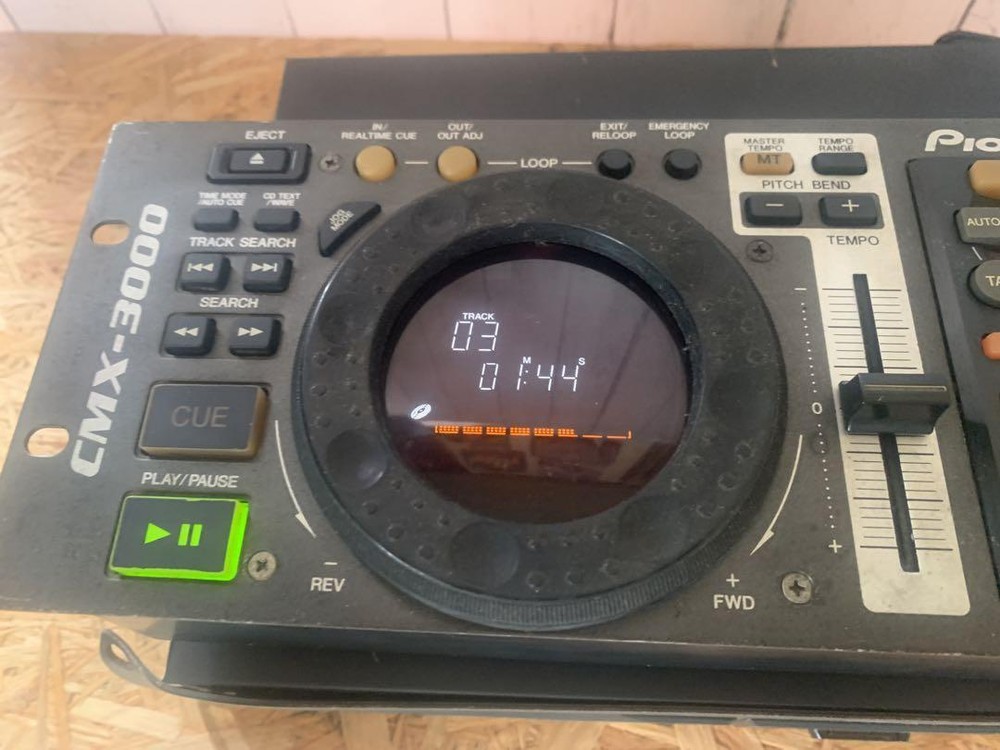 EJECT
IN/
REALTIME CUE
OUT/
OUT ADJ
LOOP
EXIT/
RELOOP
EMERGENCY
LOOP
MASTER
TEMPO
MT
TEMPO
RANGE
PITCH BEND
- +
TEMPO
TIME MODE
/AUTO CUE
CD TEXT
/WAVE
JOG
MODE
TRACK SEARCH
SEARCH
CMX-3000
CUE
PLAY/PAUSE
TRACK
03
M S
01:44
-
REV
+
FWD
-
0
+